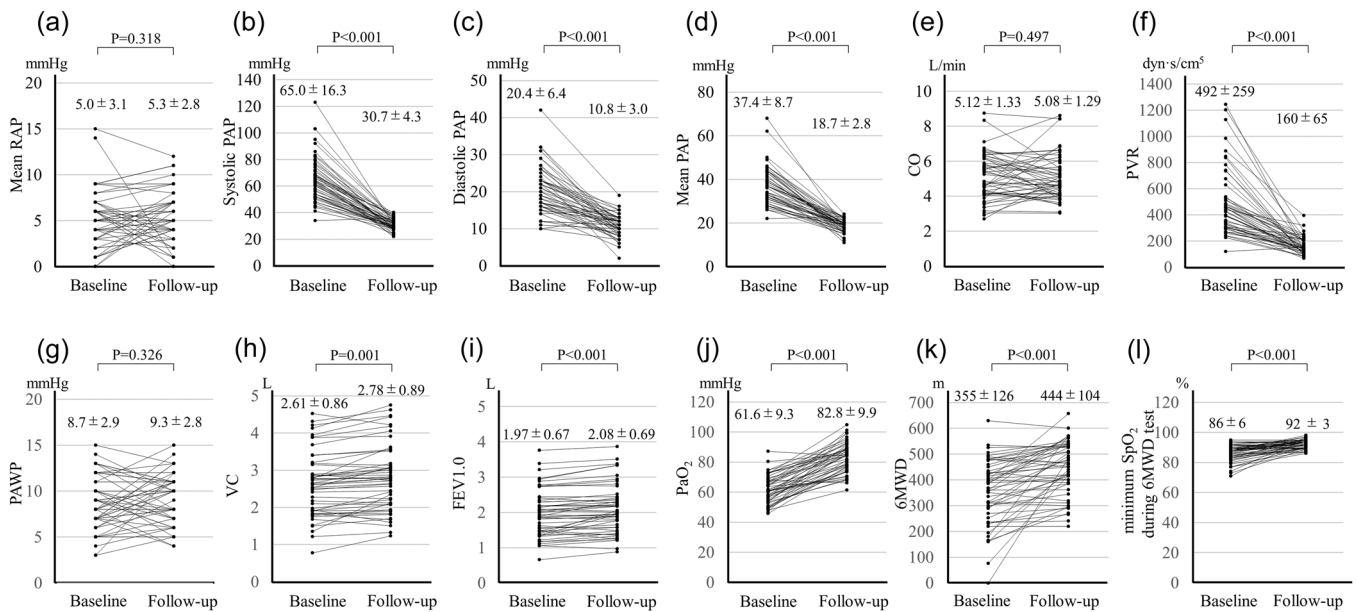 (a)
P=0.318
mmHg
20
15
10
5
0
Mean RAP
5.0 ± 3.1
5.3 ± 2.8
Baseline
Follow-up
(b)
P<0.001
mmHg
140
120
100
80
60
40
20
0
Systolic PAP
65.0 ± 16.3
30.7 ± 4.3
Baseline
Follow-up
(c)
P<0.001
mmHg
50
40
30
20
10
0
Diastolic PAP
20.4 ± 6.4
10.8 ± 3.0
Baseline
Follow-up
(d)
P<0.001
mmHg
80
60
40
20
0
Mean PAP
37.4 ± 8.7
18.7 ± 2.8
Baseline
Follow-up
(e)
P=0.497
L/min
10
8
6
4
2
0
CO
5.12 ± 1.33
5.08 ± 1.29
Baseline
Follow-up
(f)
P<0.001
dyn·s/cm⁵
1400
1200
1000
800
600
400
200
0
PVR
492 ± 259
160 ± 65
Baseline
Follow-up
(g)
P=0.326
mmHg
20
15
10
5
0
PAWP
8.7 ± 2.9
9.3 ± 2.8
Baseline
Follow-up
(h)
P=0.001
L
5
4
3
2
1
0
VC
2.61 ± 0.86
2.78 ± 0.89
Baseline
Follow-up
(i)
P<0.001
L
5
4
3
2
1
0
FEV1.0
1.97 ± 0.67
2.08 ± 0.69
Baseline
Follow-up
(j)
P<0.001
mmHg
120
100
80
60
40
20
0
PaO₂
61.6 ± 9.3
82.8 ± 9.9
Baseline
Follow-up
(k)
P<0.001
m
700
600
500
400
300
200
100
0
6MWD
355 ± 126
444 ± 104
Baseline
Follow-up
(l)
P<0.001
%
120
100
80
60
40
20
0
minimum SpO₂
during 6MWD test
86 ± 6
92 ± 3
Baseline
Follow-up